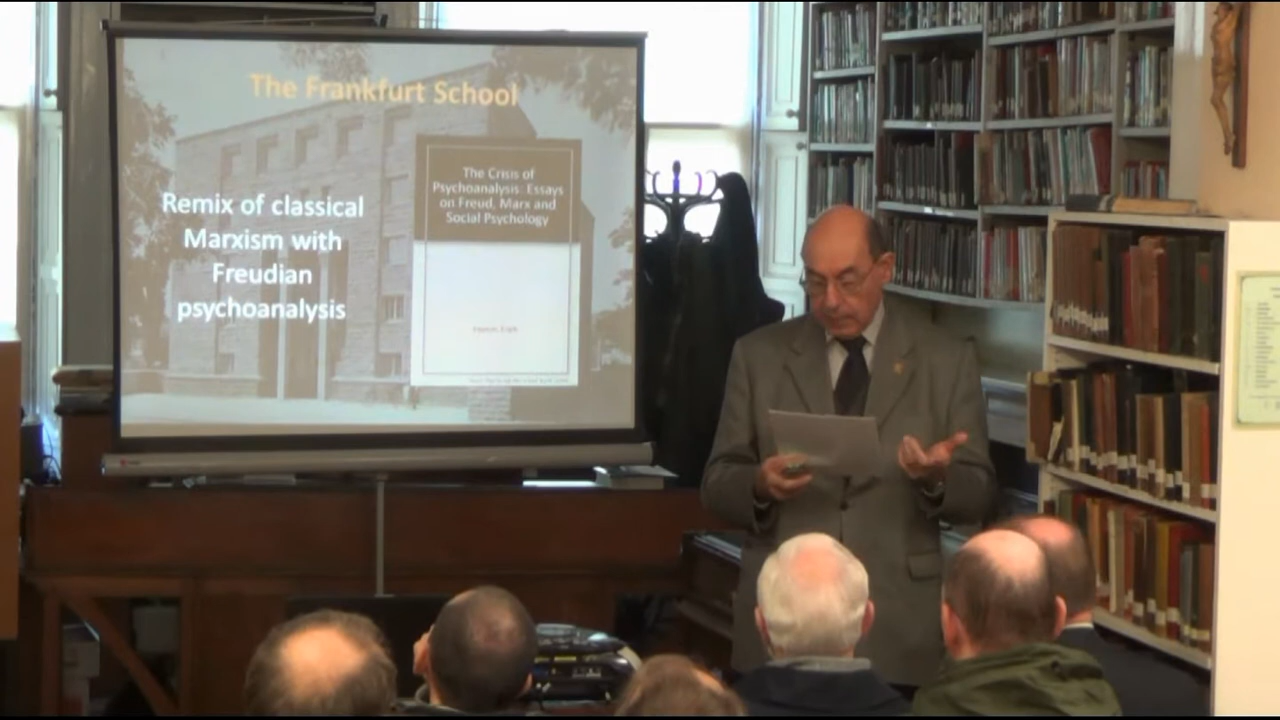 The Frankfurt School
Remix of classical
Marxism with
Freudian
psychoanalysis
The Crisis of
Psychoanalysis: Essays
on Freud, Marx and
Social Psychology